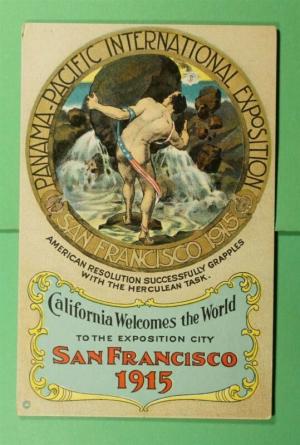 PANAMA-PACIFIC INTERNATIONAL EXPOSITION
SAN FRANCISCO 1915
AMERICAN RESOLUTION SUCCESSFULLY GRAPPLES
WITH THE HERCULEAN TASK.
California Welcomes the World
TO THE EXPOSITION CITY
SAN FRANCISCO
1915